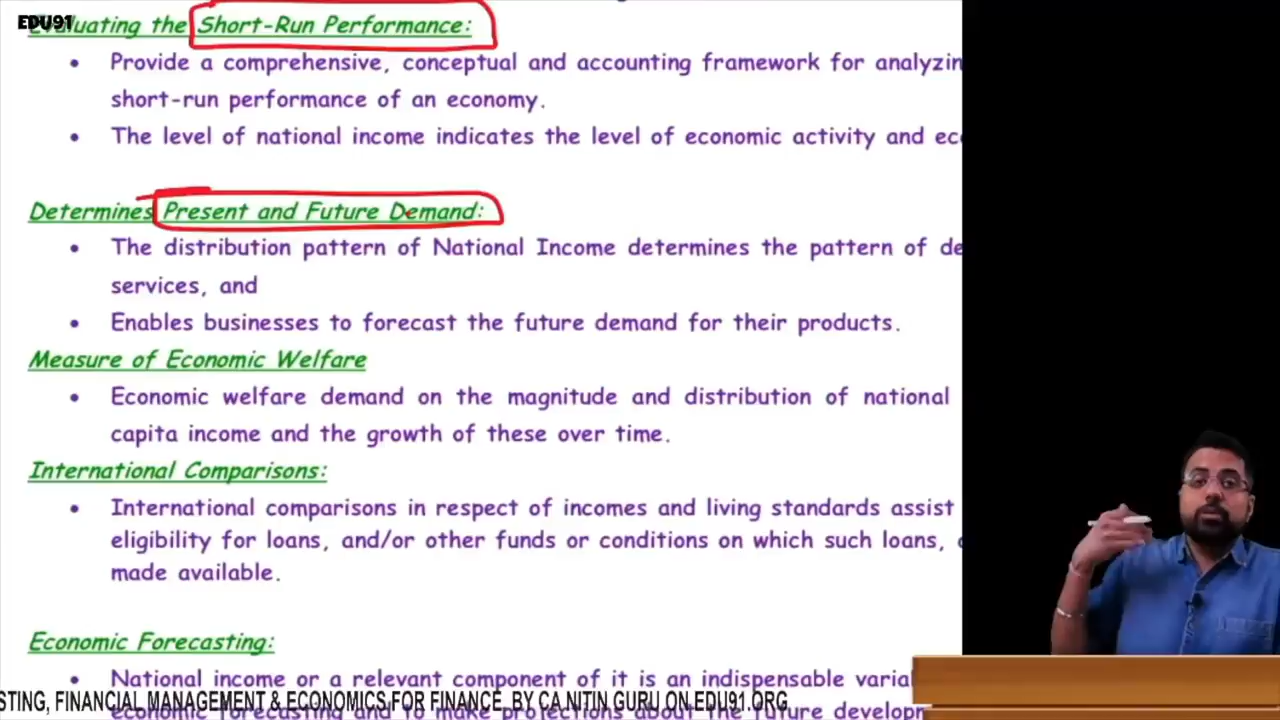 EDU91
Evaluating the Short-Run Performance:
• Provide a comprehensive, conceptual and accounting framework for analyzin
short-run performance of an economy.
• The level of national income indicates the level of economic activity and ec
Determines Present and Future Demand:
• The distribution pattern of National Income determines the pattern of de
services, and
• Enables businesses to forecast the future demand for their products.
Measure of Economic Welfare
• Economic welfare demand on the magnitude and distribution of national
capita income and the growth of these over time.
International Comparisons:
• International comparisons in respect of incomes and living standards assist
eligibility for loans, and/or other funds or conditions on which such loans,
made available.
Economic Forecasting:
• National income or a relevant component of it is an indispensable varia
economic forecasting and to make projections about the future developm
STING, FINANCIAL MANAGEMENT & ECONOMICS FOR FINANCE, BY CA NITIN GURU ON EDU91.ORG